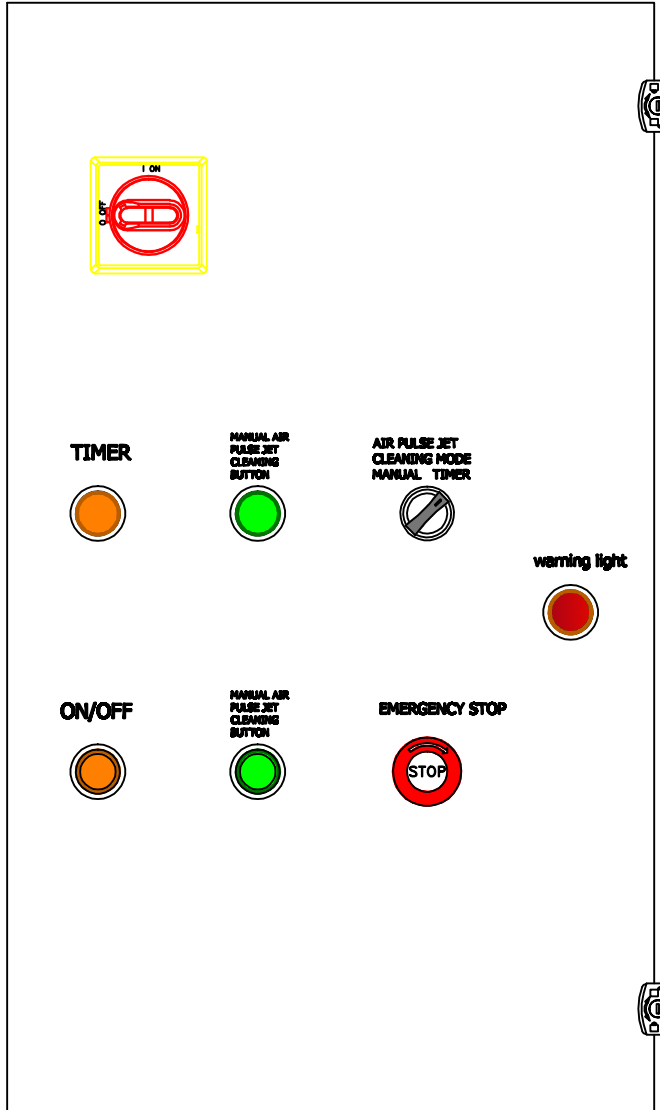 I ON
O OFF
TIMER
MANUAL AIR
PULSE JET
CLEANING
BUTTON
AIR PULSE JET
CLEANING MODE
MANUAL TIMER
warning light
ON/OFF
MANUAL AIR
PULSE JET
CLEANING
BUTTON
EMERGENCY STOP
STOP